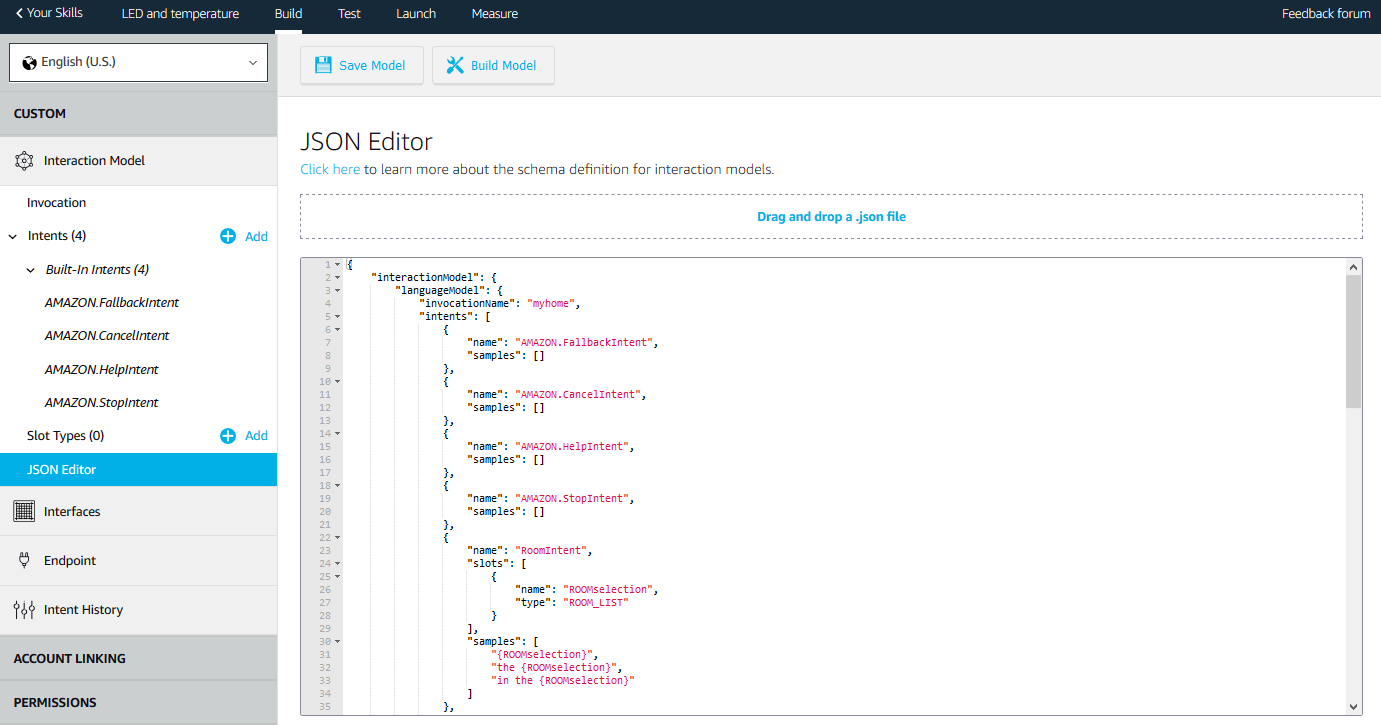 Your Skills
LED and temperature
Build
Test
Launch
Measure
Feedback forum
English (U.S.)
Save Model
Build Model
CUSTOM
Interaction Model
Invocation
Intents (4)
Add
Built-In Intents (4)
AMAZON.FallbackIntent
AMAZON.CancelIntent
AMAZON.HelpIntent
AMAZON.StopIntent
Slot Types (0)
Add
JSON Editor
Interfaces
Endpoint
Intent History
ACCOUNT LINKING
PERMISSIONS
JSON Editor
Click here to learn more about the schema definition for interaction models.
Drag and drop a .json file
1 {
2 "interactionModel": {
3 "languageModel": {
4 "invocationName": "myhome",
5 "intents": [
6 {
7 "name": "AMAZON.FallbackIntent",
8 "samples": []
9 },
10 {
11 "name": "AMAZON.CancelIntent",
12 "samples": []
13 },
14 {
15 "name": "AMAZON.HelpIntent",
16 "samples": []
17 },
18 {
19 "name": "AMAZON.StopIntent",
20 "samples": []
21 },
22 {
23 "name": "RoomIntent",
24 "slots": [
25 {
26 "name": "ROOMselection",
27 "type": "ROOM_LIST"
28 }
29 ],
30 "samples": [
31 "{ROOMselection}",
32 "the {ROOMselection}",
33 "in the {ROOMselection}"
34 ]
35 },